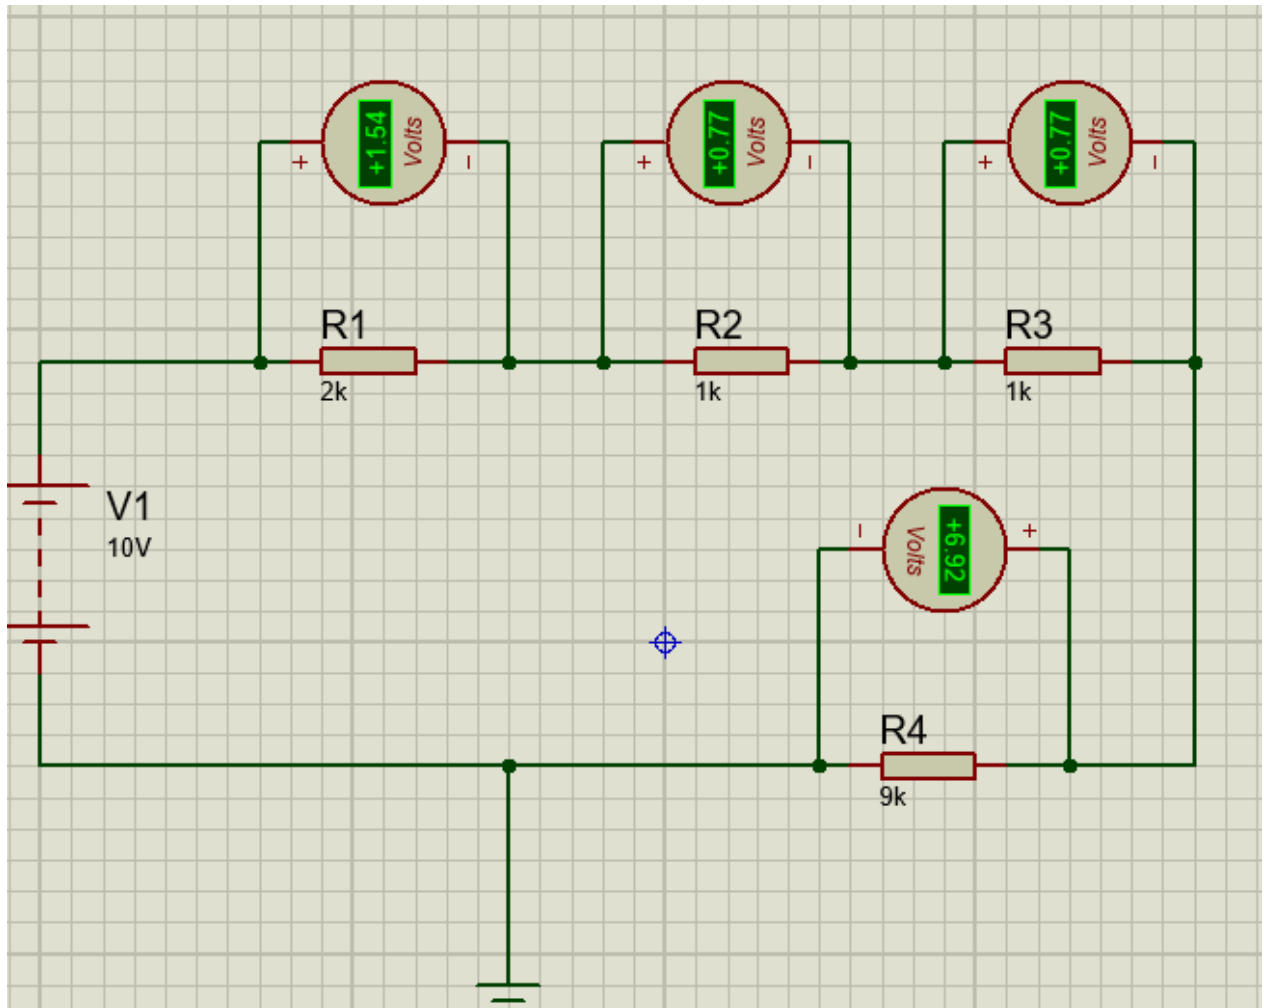 +1.54 Volts
+0.77 Volts
+0.77 Volts
+ −
+ −
+ −
R1
2k
R2
1k
R3
1k
V1
10V
− +
Volts +6.92
R4
9k